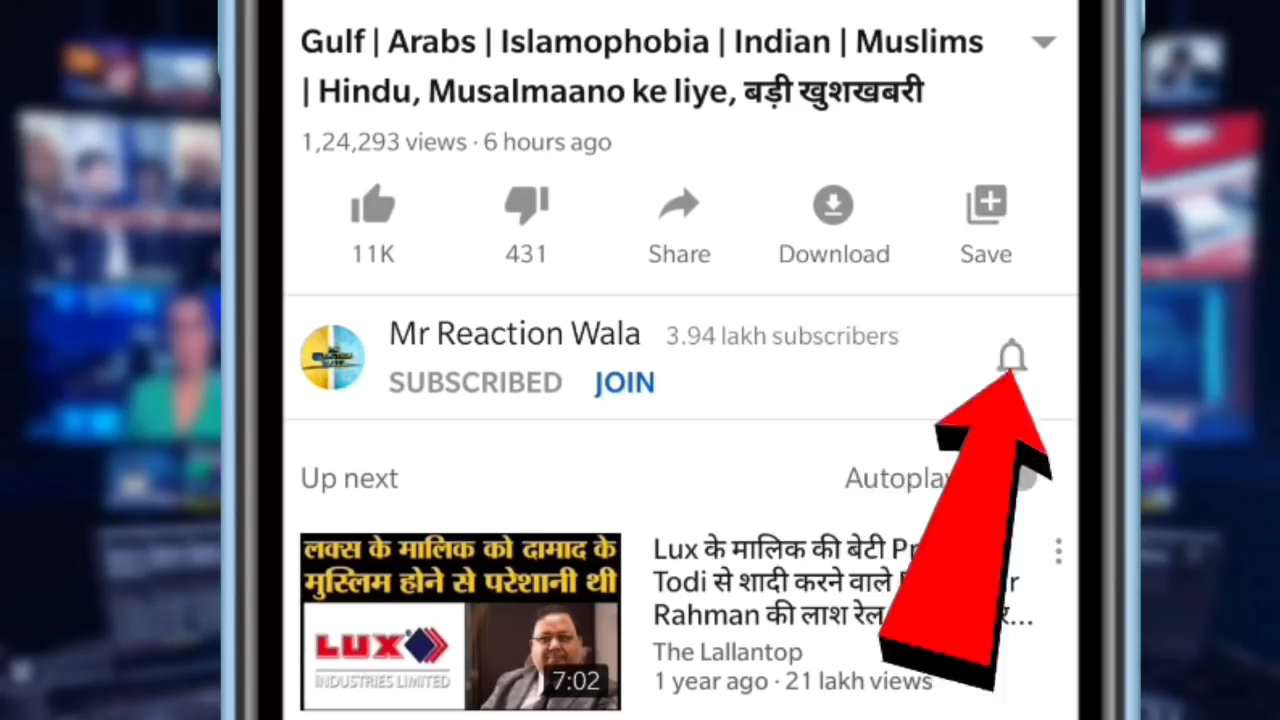 Gulf | Arabs | Islamophobia | Indian | Muslims
| Hindu, Musalmaano ke liye, बड़ी खुशखबरी
1,24,293 views · 6 hours ago
11K 431 Share Download Save
Mr Reaction Wala 3.94 lakh subscribers
SUBSCRIBED JOIN
Up next
लक्स के मालिक को दामाद के
मुस्लिम होने से परेशानी थी
LUX
INDUSTRIES LIMITED
7:02
Lux के मालिक की बेटी
Todi से शादी करने वाले
Rahman की लाश
The Lallantop
1 year ago · 21 lakh views